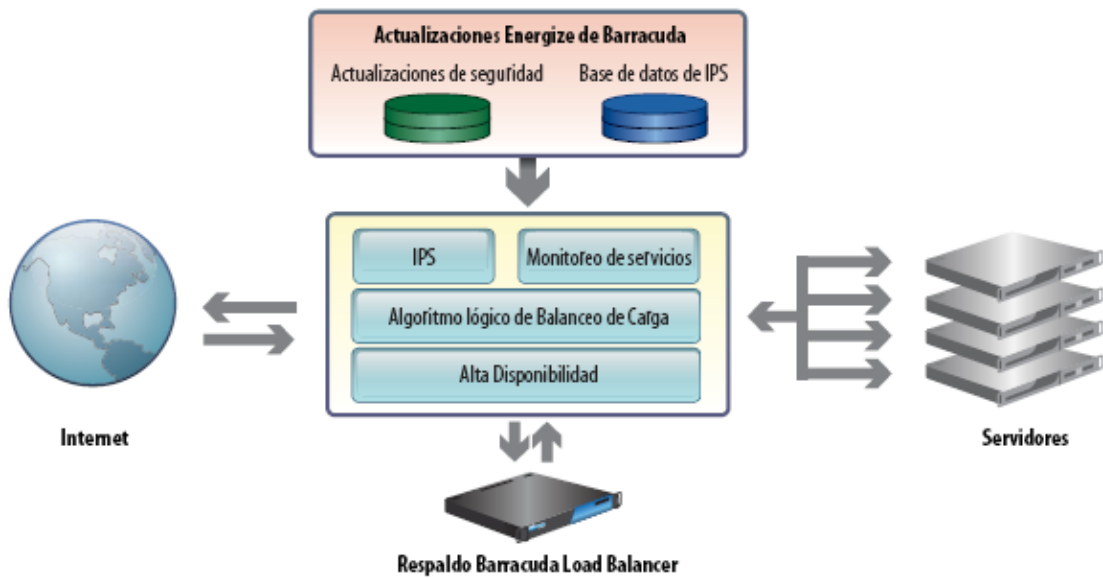 Actualizaciones Energize de Barracuda
Actualizaciones de seguridad
Base de datos de IPS
IPS
Monitoreo de servicios
Algoritmo lógico de Balanceo de Carga
Alta Disponibilidad
Internet
Servidores
Respaldo Barracuda Load Balancer